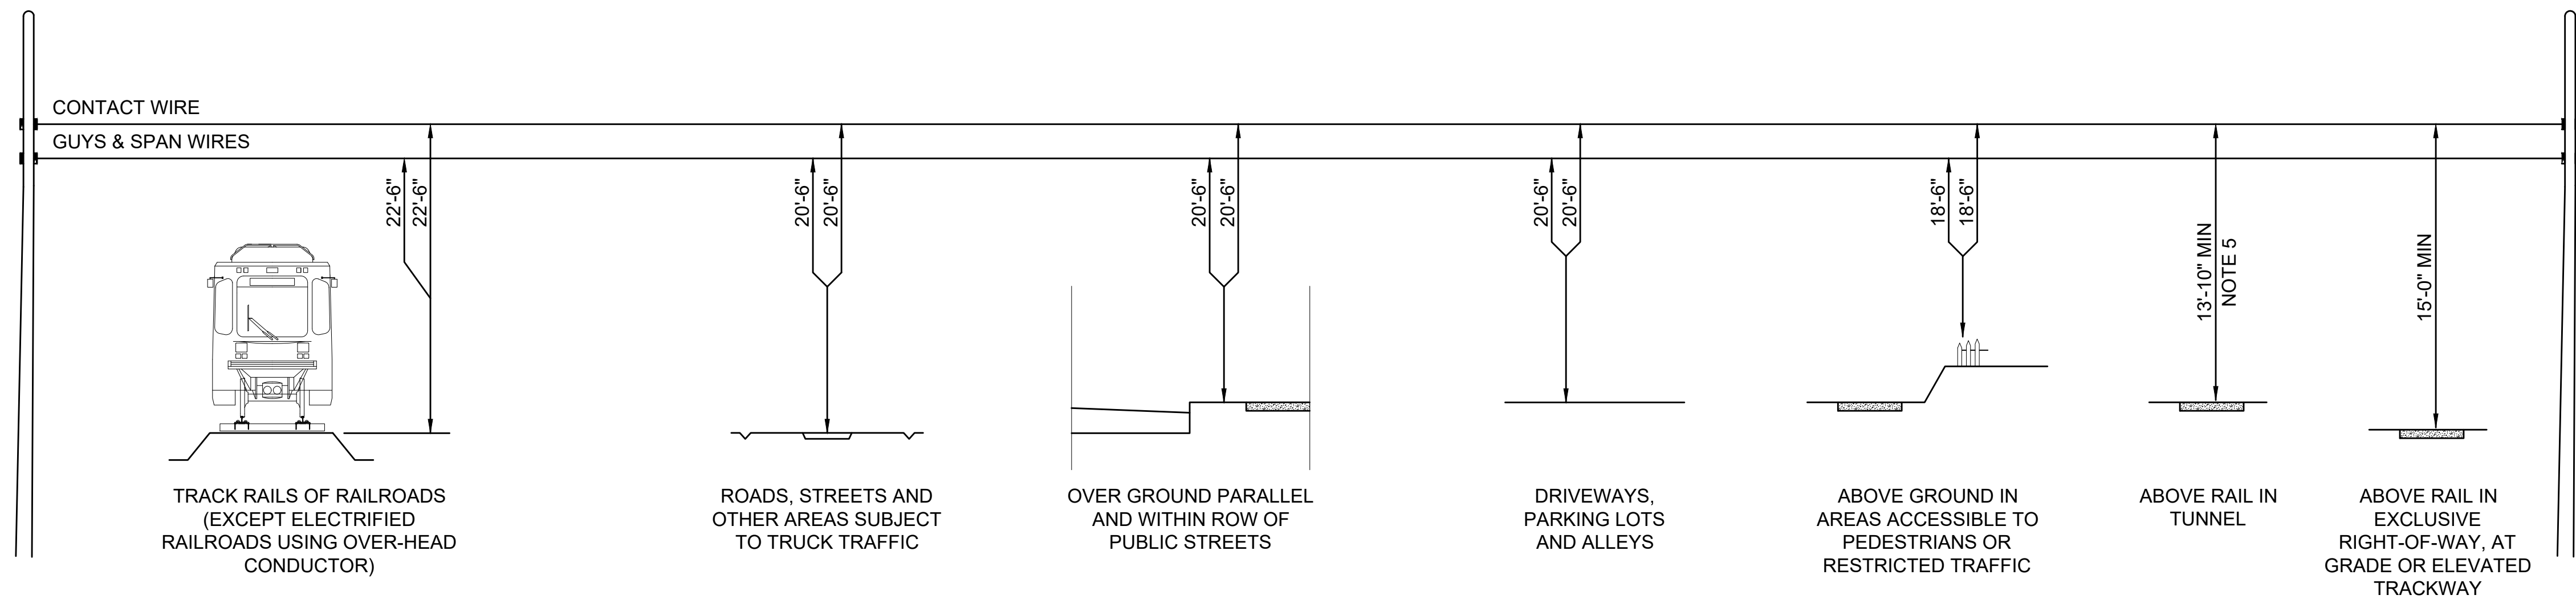 CONTACT WIRE
GUYS & SPAN WIRES
22'-6"
22'-6"
20'-6"
20'-6"
20'-6"
20'-6"
20'-6"
20'-6"
18'-6"
18'-6"
13'-10" MIN
NOTE 5
15'-0" MIN
TRACK RAILS OF RAILROADS
(EXCEPT ELECTRIFIED
RAILROADS USING OVER-HEAD
CONDUCTOR)
ROADS, STREETS AND
OTHER AREAS SUBJECT
TO TRUCK TRAFFIC
OVER GROUND PARALLEL
AND WITHIN ROW OF
PUBLIC STREETS
DRIVEWAYS,
PARKING LOTS
AND ALLEYS
ABOVE GROUND IN
AREAS ACCESSIBLE TO
PEDESTRIANS OR
RESTRICTED TRAFFIC
ABOVE RAIL IN
TUNNEL
ABOVE RAIL IN
EXCLUSIVE
RIGHT-OF-WAY, AT
GRADE OR ELEVATED
TRACKWAY